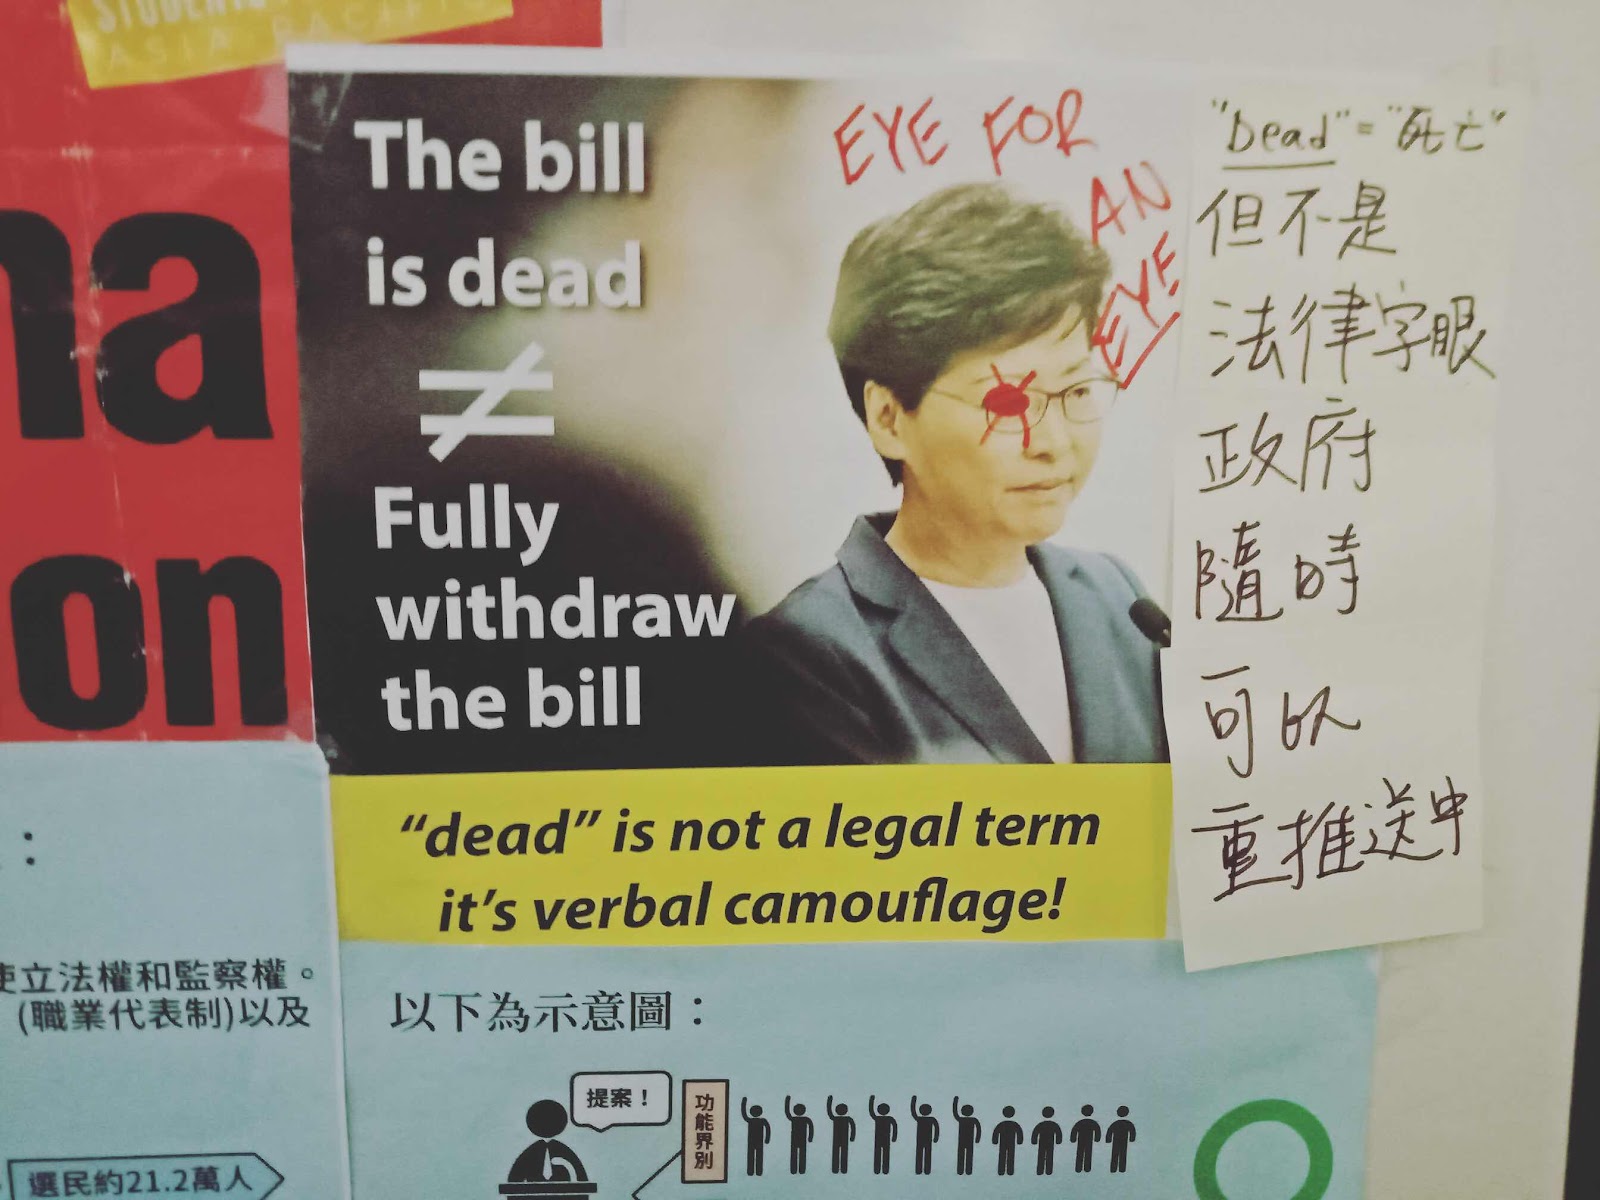 STUDENTS
ASIA PACIFIC
na
on
The bill
is dead
≠
Fully
withdraw
the bill
EYE FOR
AN
EYE
"dead" is not a legal term
it's verbal camouflage!
"Dead" = "死亡"
但不是
法律字眼
政府
隨時
可以
重推送中
：
使立法權和監察權。
(職業代表制)以及
選民約21.2萬人
以下為示意圖：
提案！
功能界別